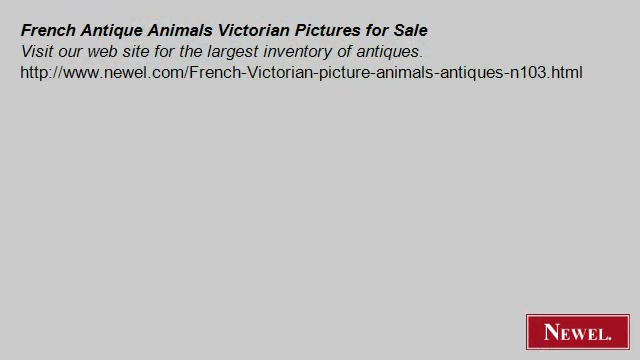 French Antique Animals Victorian Pictures for Sale
Visit our web site for the largest inventory of antiques.
http://www.newel.com/French-Victorian-picture-animals-antiques-n103.html
NEWEL.